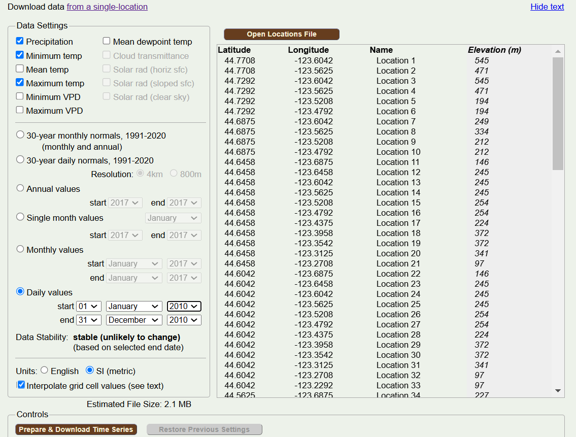 Download data from a single-location
Hide text
Data Settings
Precipitation
Mean dewpoint temp
Minimum temp
Cloud transmittance
Mean temp
Solar rad (horiz sfc)
Maximum temp
Solar rad (sloped sfc)
Minimum VPD
Solar rad (clear sky)
Maximum VPD
30-year monthly normals, 1991-2020
(monthly and annual)
30-year daily normals, 1991-2020
Resolution: 4km 800m
Annual values
start 2017 end 2017
Single month values January
start 2017 end 2017
Monthly values
start January 2017
end January 2017
Daily values
start 01 January 2010
end 31 December 2010
Data Stability: stable (unlikely to change)
(based on selected end date)
Units: English SI (metric)
Interpolate grid cell values (see text)
Estimated File Size: 2.1 MB
Open Locations File
Latitude Longitude Name Elevation (m)
44.7708 -123.6042 Location 1 545
44.7708 -123.5625 Location 2 471
44.7292 -123.6042 Location 3 545
44.7292 -123.5625 Location 4 471
44.7292 -123.5208 Location 5 194
44.7292 -123.4792 Location 6 194
44.6875 -123.6042 Location 7 249
44.6875 -123.5625 Location 8 334
44.6875 -123.5208 Location 9 212
44.6875 -123.4792 Location 10 212
44.6458 -123.6875 Location 11 146
44.6458 -123.6458 Location 12 245
44.6458 -123.6042 Location 13 245
44.6458 -123.5625 Location 14 245
44.6458 -123.5208 Location 15 254
44.6458 -123.4792 Location 16 254
44.6458 -123.4375 Location 17 224
44.6458 -123.3958 Location 18 372
44.6458 -123.3542 Location 19 372
44.6458 -123.3125 Location 20 341
44.6458 -123.2708 Location 21 97
44.6042 -123.6875 Location 22 146
44.6042 -123.6458 Location 23 245
44.6042 -123.6042 Location 24 245
44.6042 -123.5625 Location 25 245
44.6042 -123.5208 Location 26 254
44.6042 -123.4792 Location 27 254
44.6042 -123.4375 Location 28 224
44.6042 -123.3958 Location 29 372
44.6042 -123.3542 Location 30 372
44.6042 -123.3125 Location 31 341
44.6042 -123.2708 Location 32 97
44.6042 -123.2292 Location 33 97
44.5625 -123.6875 Location 34 227
Controls
Prepare & Download Time Series
Restore Previous Settings